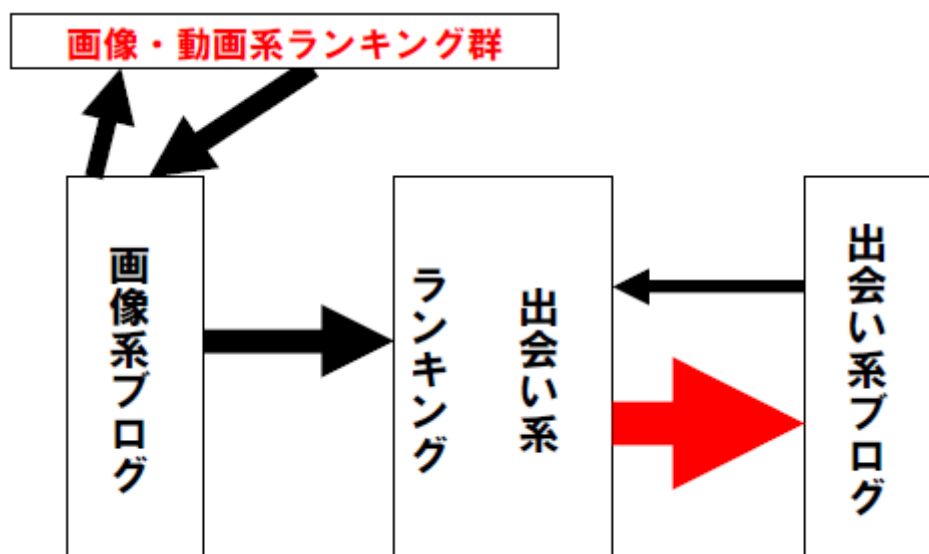 画像・動画系ランキング群
画像系ブログ
出会い系
ランキング
出会い系ブログ